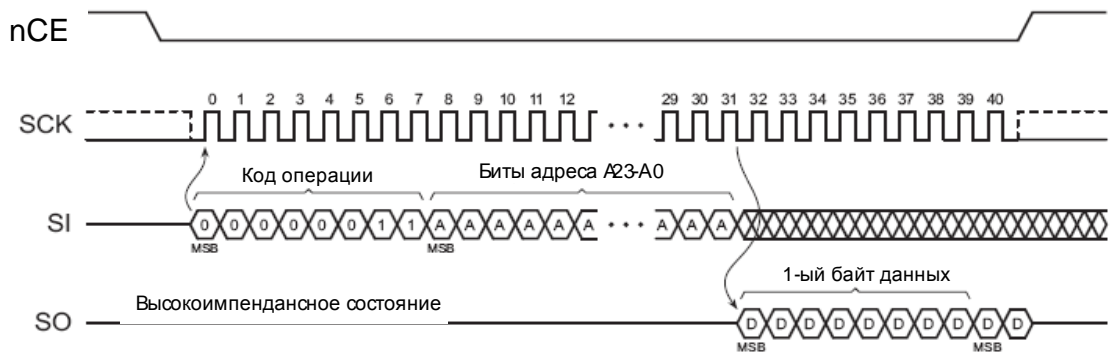 nCE
0 1 2 3 4 5 6 7 8 9 10 11 12 29 30 31 32 33 34 35 36 37 38 39 40
SCK
Код операции
Биты адреса A23-A0
SI
0 0 0 0 0 0 1 1 A A A A A A A A A
MSB MSB
Высокоимпендансное состояние
1-ый байт данных
SO
D D D D D D D D D D
MSB MSB